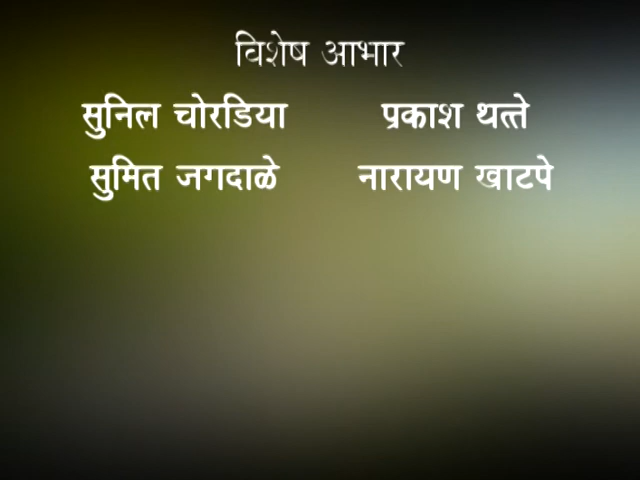 विशेष आभार
सुनिल चोरडिया प्रकाश थत्ते
सुमित जगदाळे नारायण खाटपे